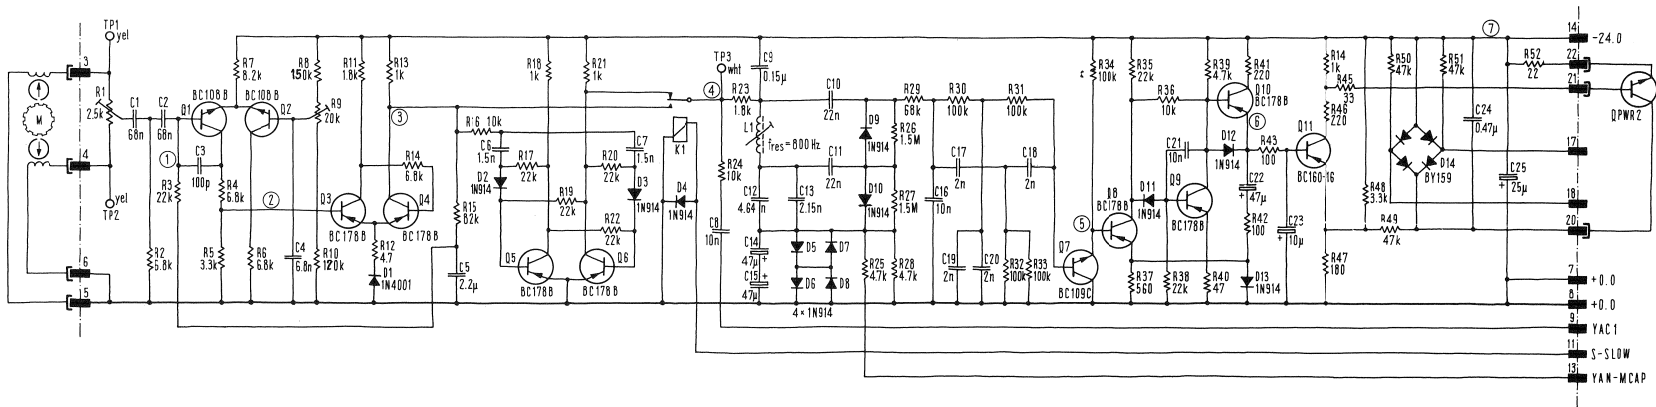 TP1
yel
3
R1
2.5k
M
4
yel
TP2
6
5
C1
68n
C2
68n
1
R3
22k
R2
6.8k
BC108B
Q1
C3
100p
R4
6.8k
R5
3.3k
R7
8.2k
BC108B
Q2
2
R6
6.8k
C4
6.8n
R8
150k
R9
20k
R10
120k
R11
1.8k
R13
1k
3
R14
6.8k
Q3
BC178B
Q4
BC178B
R12
4.7
D1
1N4001
R16 10k
C6
1.5n
D2
1N914
R15
82k
C5
2.2µ
R17
22k
R18
1k
R19
22k
R20
22k
R21
1k
R22
22k
C7
1.5n
D3
1N914
Q5
BC178B
Q6
BC178B
K1
D4
1N914
TP3
wht
4
R23
1.8k
R24
10k
C8
10n
C9
0.15µ
L1
fres=800Hz
C10
22n
C11
22n
C12
4.64n
C13
2.15n
C14
47µ
C15
47µ
D5
D7
D6
D8
4×1N914
D9
1N914
D10
1N914
R25
4.7k
R26
1.5M
R27
1.5M
R28
4.7k
R29
68k
R30
100k
R31
100k
C16
10n
C17
2n
C18
2n
C19
2n
C20
2n
R32
100k
R33
100k
R34
100k
5
Q7
BC109C
Q8
BC178B
R35
22k
R36
10k
R37
560
D11
1N914
C21
10n
Q9
BC178B
R38
22k
R39
4.7k
R40
47
R41
220
Q10
BC178B
6
D12
1N914
C22
47µ
R42
100
D13
1N914
R43
100
C23
10µ
Q11
BC160-16
R14
1k
R45
33
R46
220
R47
180
R48
3.3k
R49
47k
R50
47k
R51
47k
D14
BY159
C24
0.47µ
7
C25
25µ
R52
22
14
-24.0
22
21
QPWR2
17
18
20
7
+0.0
8
+0.0
9
YAC1
11
S-SLOW
13
YAN-MCAP